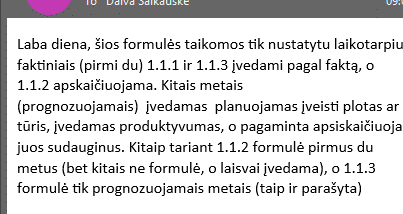 To Daiva Šalkauskė
Laba diena, šios formulės taikomos tik nustatytu laikotarpiu
faktiniais (pirmi du) 1.1.1 ir 1.1.3 įvedami pagal faktą, o
1.1.2 apskaičiuojama. Kitais metais
(prognozuojamais) įvedamas planuojamas įveisti plotas ar
tūris, įvedamas produktyvumas, o pagaminta apsiskaičiuoja
juos sudauginus. Kitaip tariant 1.1.2 formulė pirmus du
metus (bet kitais ne formulė, o laisvai įvedama), o 1.1.3
formulė tik prognozuojamais metais (taip ir parašyta)